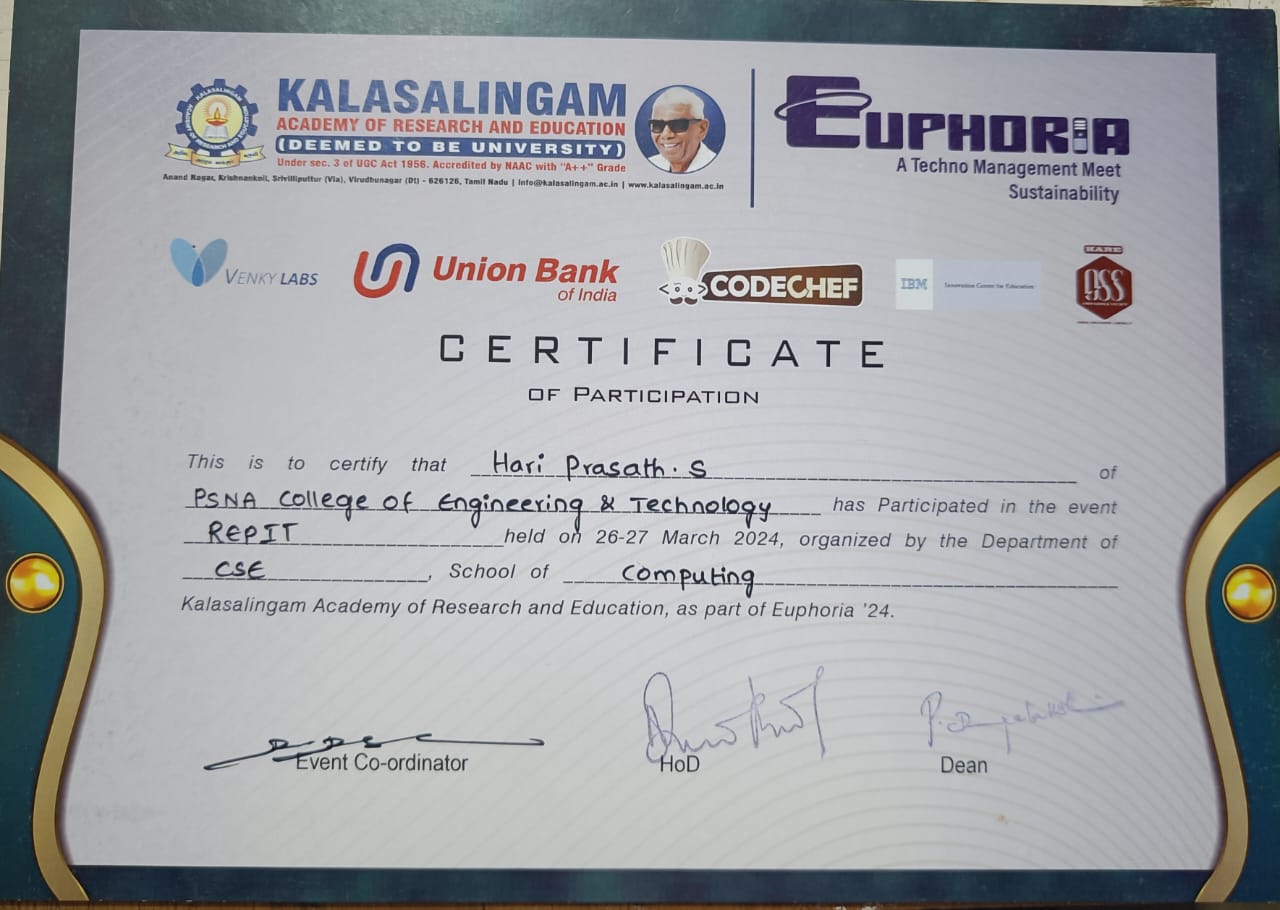 KALASALINGAM
ACADEMY OF RESEARCH AND EDUCATION
(DEEMED TO BE UNIVERSITY)
Under sec. 3 of UGC Act 1956. Accredited by NAAC with "A++" Grade
Anand Nagar, Krishnankoil, Srivilliputtur (Via), Virudhunagar (Dt) - 626126, Tamil Nadu | info@kalasalingam.ac.in | www.kalasalingam.ac.in
EUPHORIA
A Techno Management Meet
Sustainability
VENKY LABS
Union Bank
of India
CODECHEF
IBM Innovation Center for Education
KARE
CERTIFICATE
OF PARTICIPATION
This is to certify that Hari Prasath. S of
PSNA College of Engineering & Technology has Participated in the event
REPIT held on 26-27 March 2024, organized by the Department of
CSE, School of Computing
Kalasalingam Academy of Research and Education, as part of Euphoria '24.
Event Co-ordinator
HoD
Dean